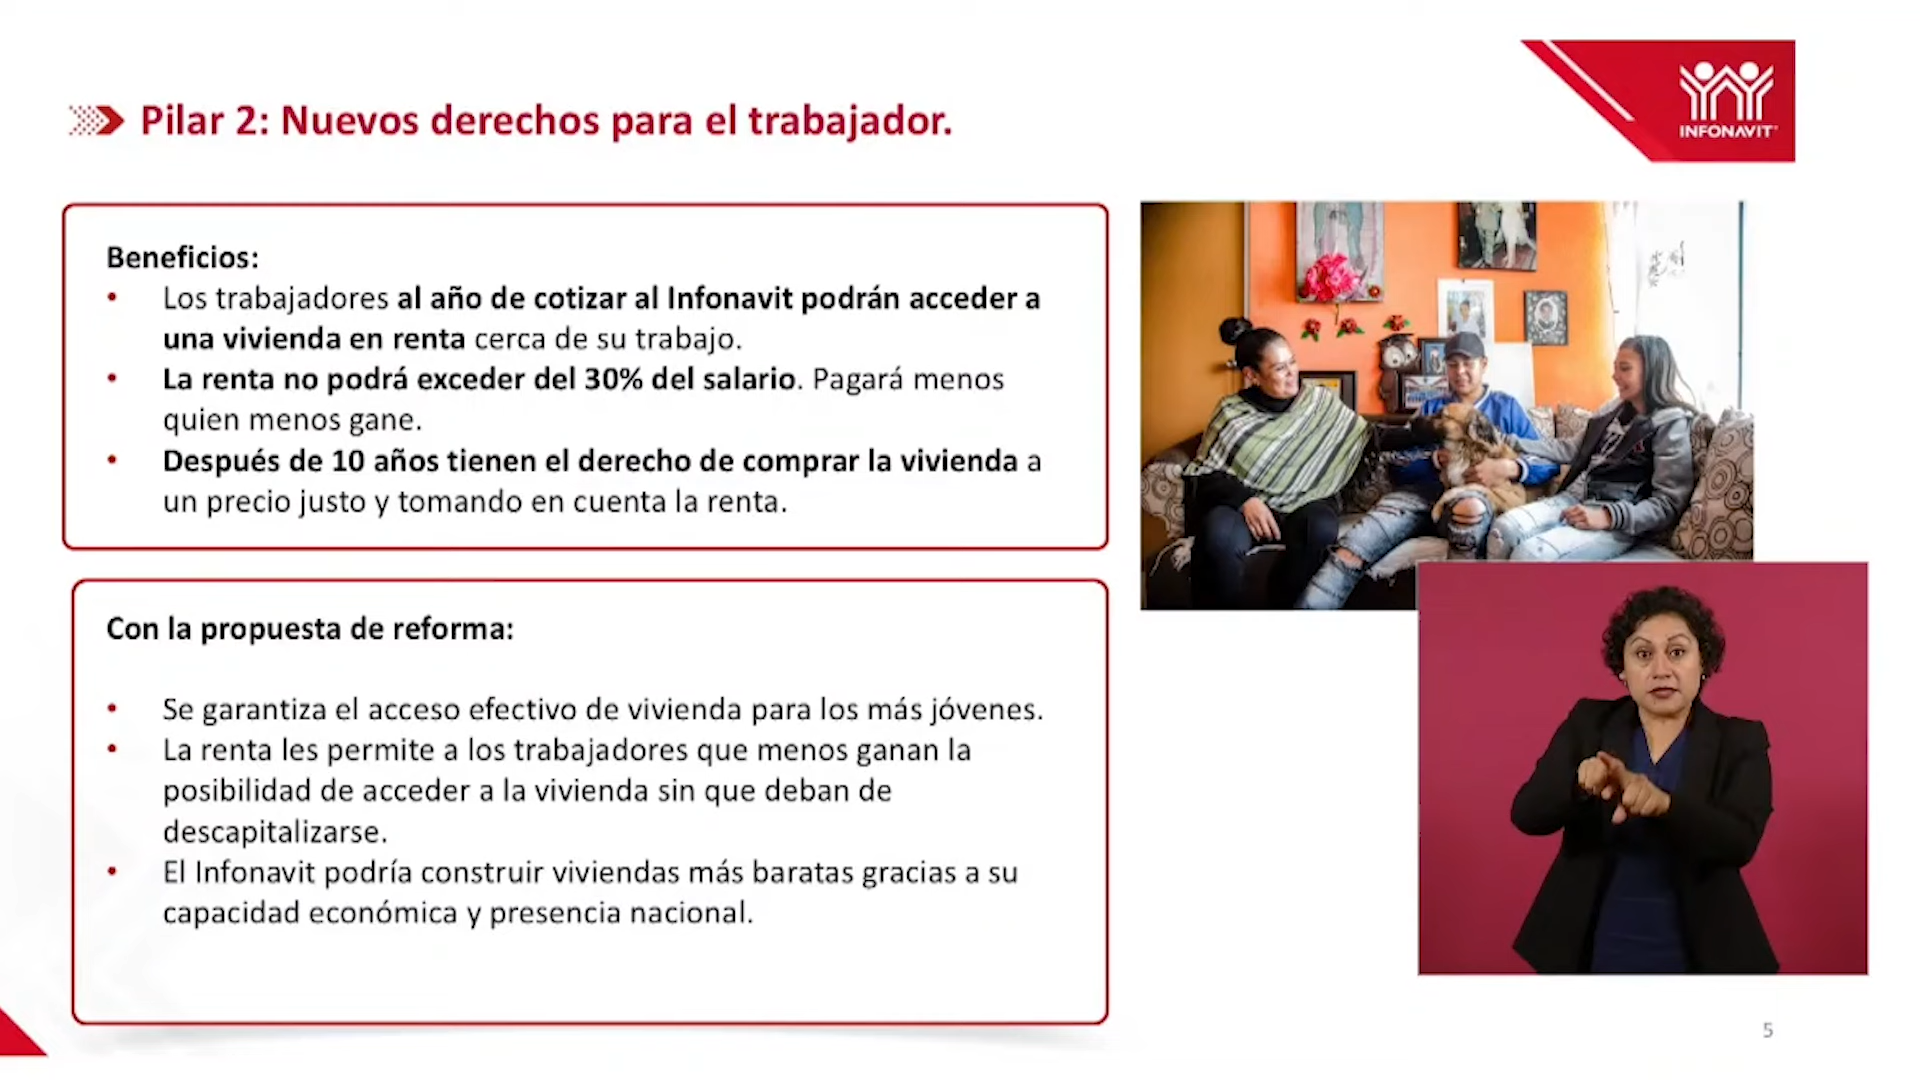 Pilar 2: Nuevos derechos para el trabajador.
INFONAVIT
Beneficios:
• Los trabajadores al año de cotizar al Infonavit podrán acceder a
una vivienda en renta cerca de su trabajo.
• La renta no podrá exceder del 30% del salario. Pagará menos
quien menos gane.
• Después de 10 años tienen el derecho de comprar la vivienda a
un precio justo y tomando en cuenta la renta.
Con la propuesta de reforma:
• Se garantiza el acceso efectivo de vivienda para los más jóvenes.
• La renta les permite a los trabajadores que menos ganan la
posibilidad de acceder a la vivienda sin que deban de
descapitalizarse.
• El Infonavit podría construir viviendas más baratas gracias a su
capacidad económica y presencia nacional.
5